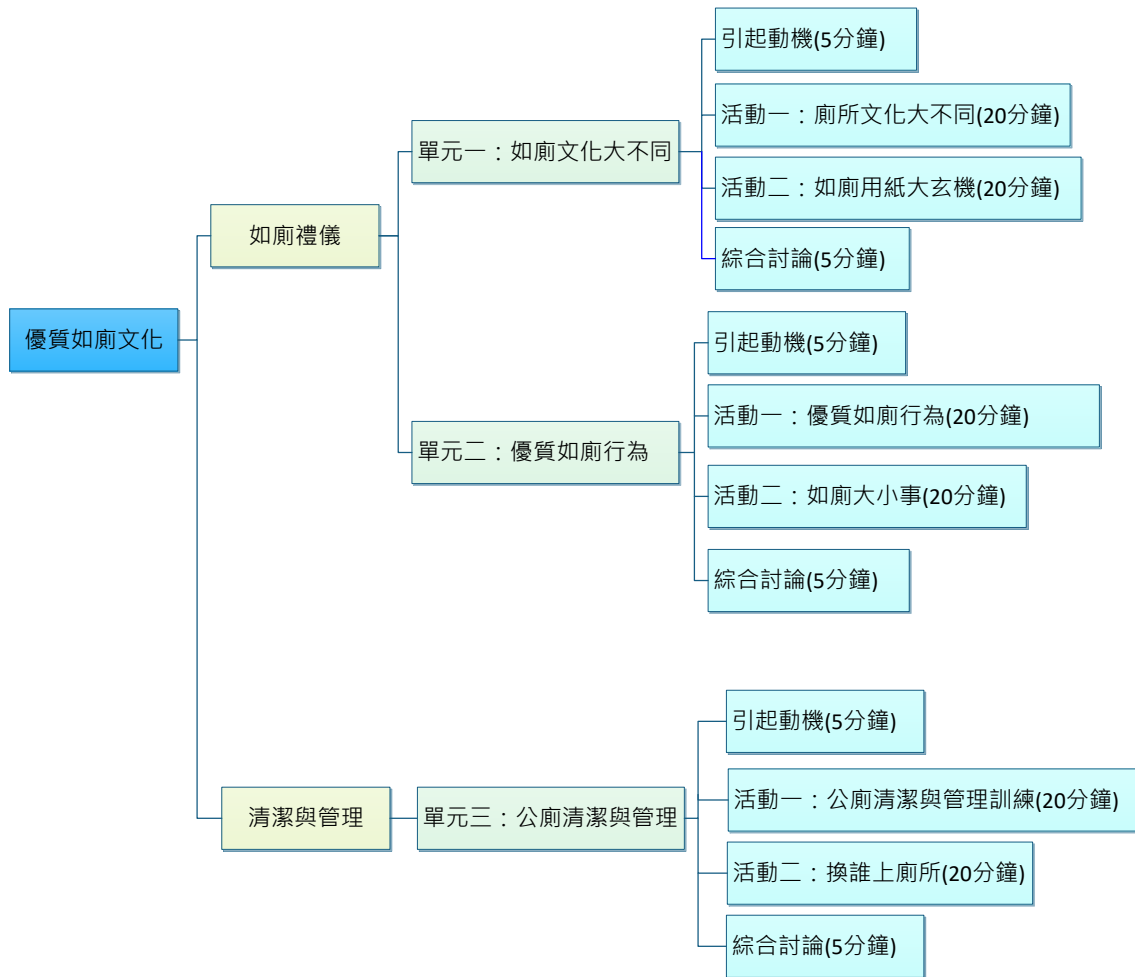 優質如廁文化
如廁禮儀
單元一：如廁文化大不同
引起動機(5分鐘)
活動一：廁所文化大不同(20分鐘)
活動二：如廁用紙大玄機(20分鐘)
綜合討論(5分鐘)
單元二：優質如廁行為
引起動機(5分鐘)
活動一：優質如廁行為(20分鐘)
活動二：如廁大小事(20分鐘)
綜合討論(5分鐘)
清潔與管理
單元三：公廁清潔與管理
引起動機(5分鐘)
活動一：公廁清潔與管理訓練(20分鐘)
活動二：換誰上廁所(20分鐘)
綜合討論(5分鐘)